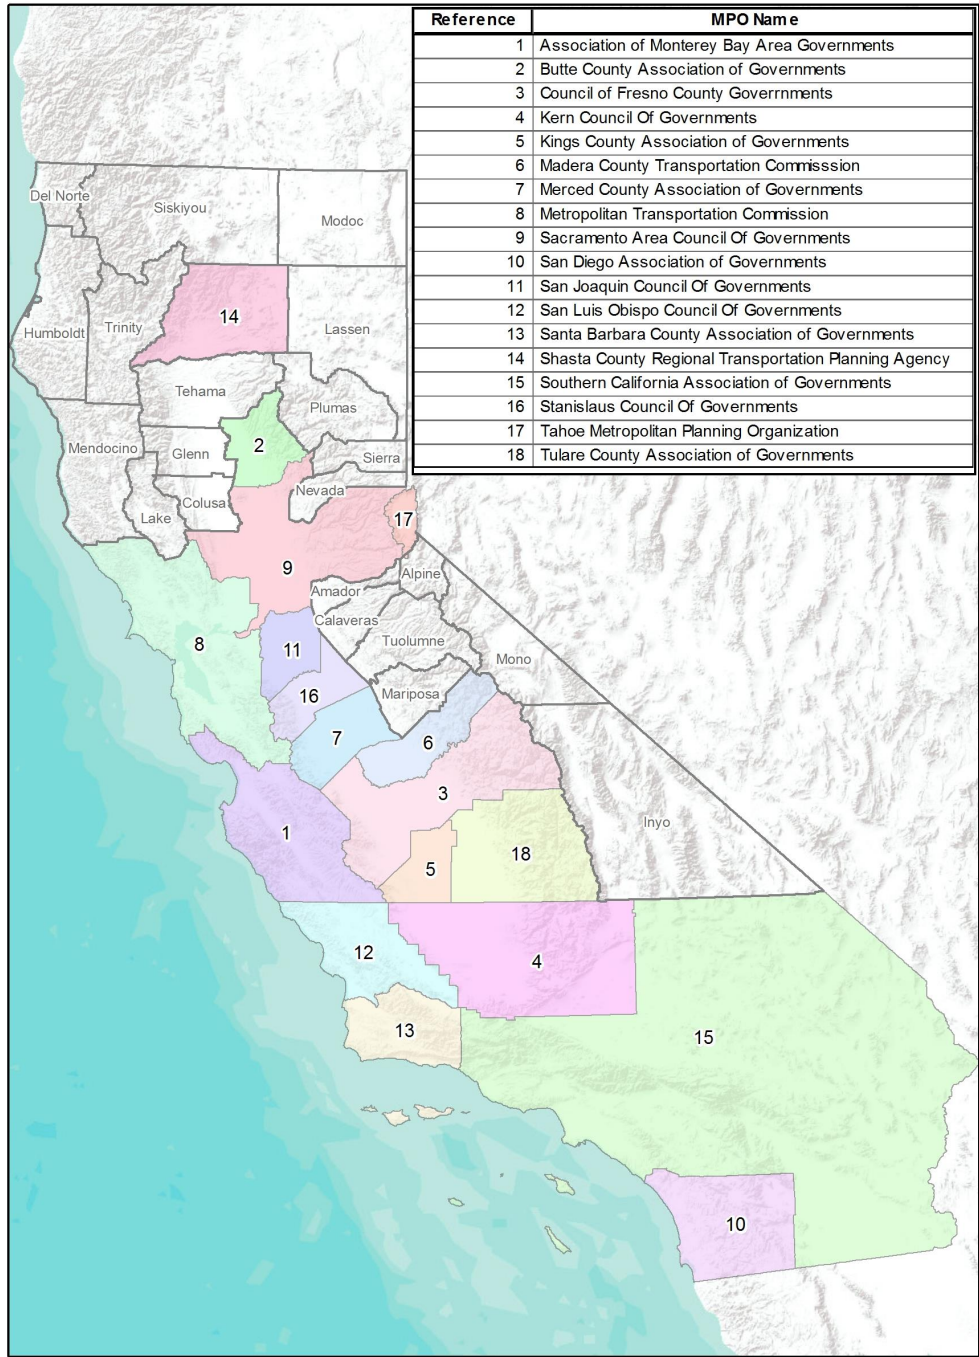 Reference MPO Name
1 Association of Monterey Bay Area Governments
2 Butte County Association of Governments
3 Council of Fresno County Goverrnments
4 Kern Council Of Governments
5 Kings County Association of Governments
6 Madera County Transportation Commisssion
7 Merced County Association of Governments
8 Metropolitan Transportation Commission
9 Sacramento Area Council Of Governments
10 San Diego Association of Governments
11 San Joaquin Council Of Governments
12 San Luis Obispo Council Of Governments
13 Santa Barbara County Association of Governments
14 Shasta County Regional Transportation Planning Agency
15 Southern California Association of Governments
16 Stanislaus Council Of Governments
17 Tahoe Metropolitan Planning Organization
18 Tulare County Association of Governments
Del Norte
Siskiyou
Modoc
14
Humboldt
Trinity
Lassen
Tehama
Plumas
Mendocino
Glenn
2
Sierra
Colusa
Nevada
Lake
17
9
Alpine
Amador
Calaveras
Tuolumne
8
11
Mono
16
Mariposa
7
6
3
Inyo
1
18
5
12
4
13
15
10